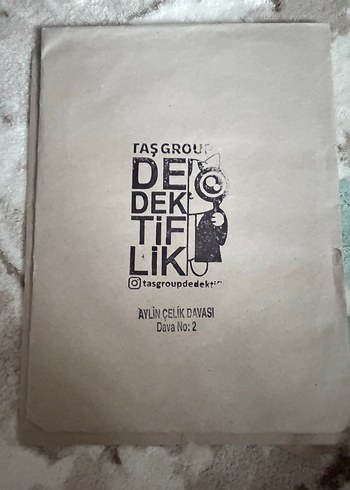 TAŞ GROUP
DE
DEK
TİF
LİK
tasgroupdedektif
AYLİN ÇELİK DAVASI
Dava No: 2